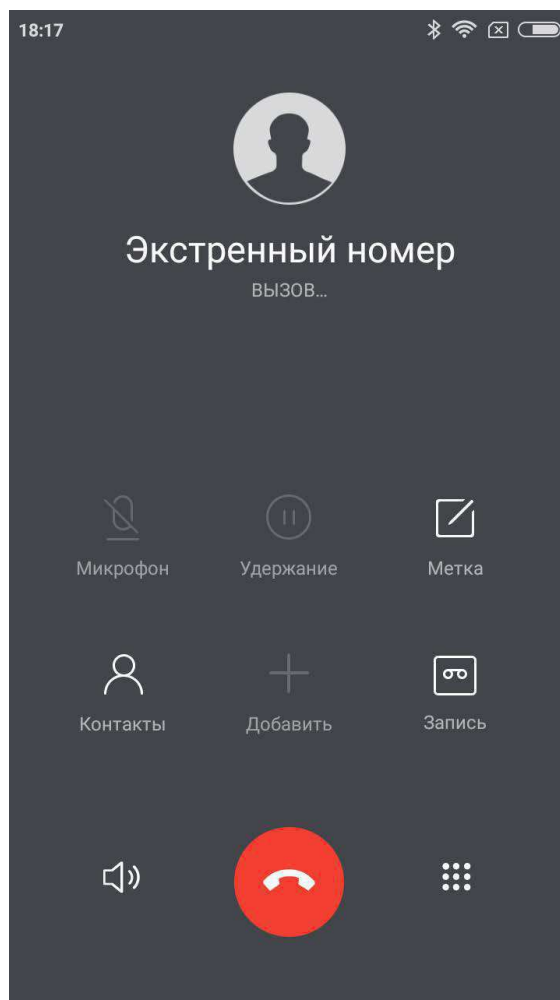 18:17
Экстренный номер
ВЫЗОВ...
Микрофон Удержание Метка
Контакты Добавить Запись